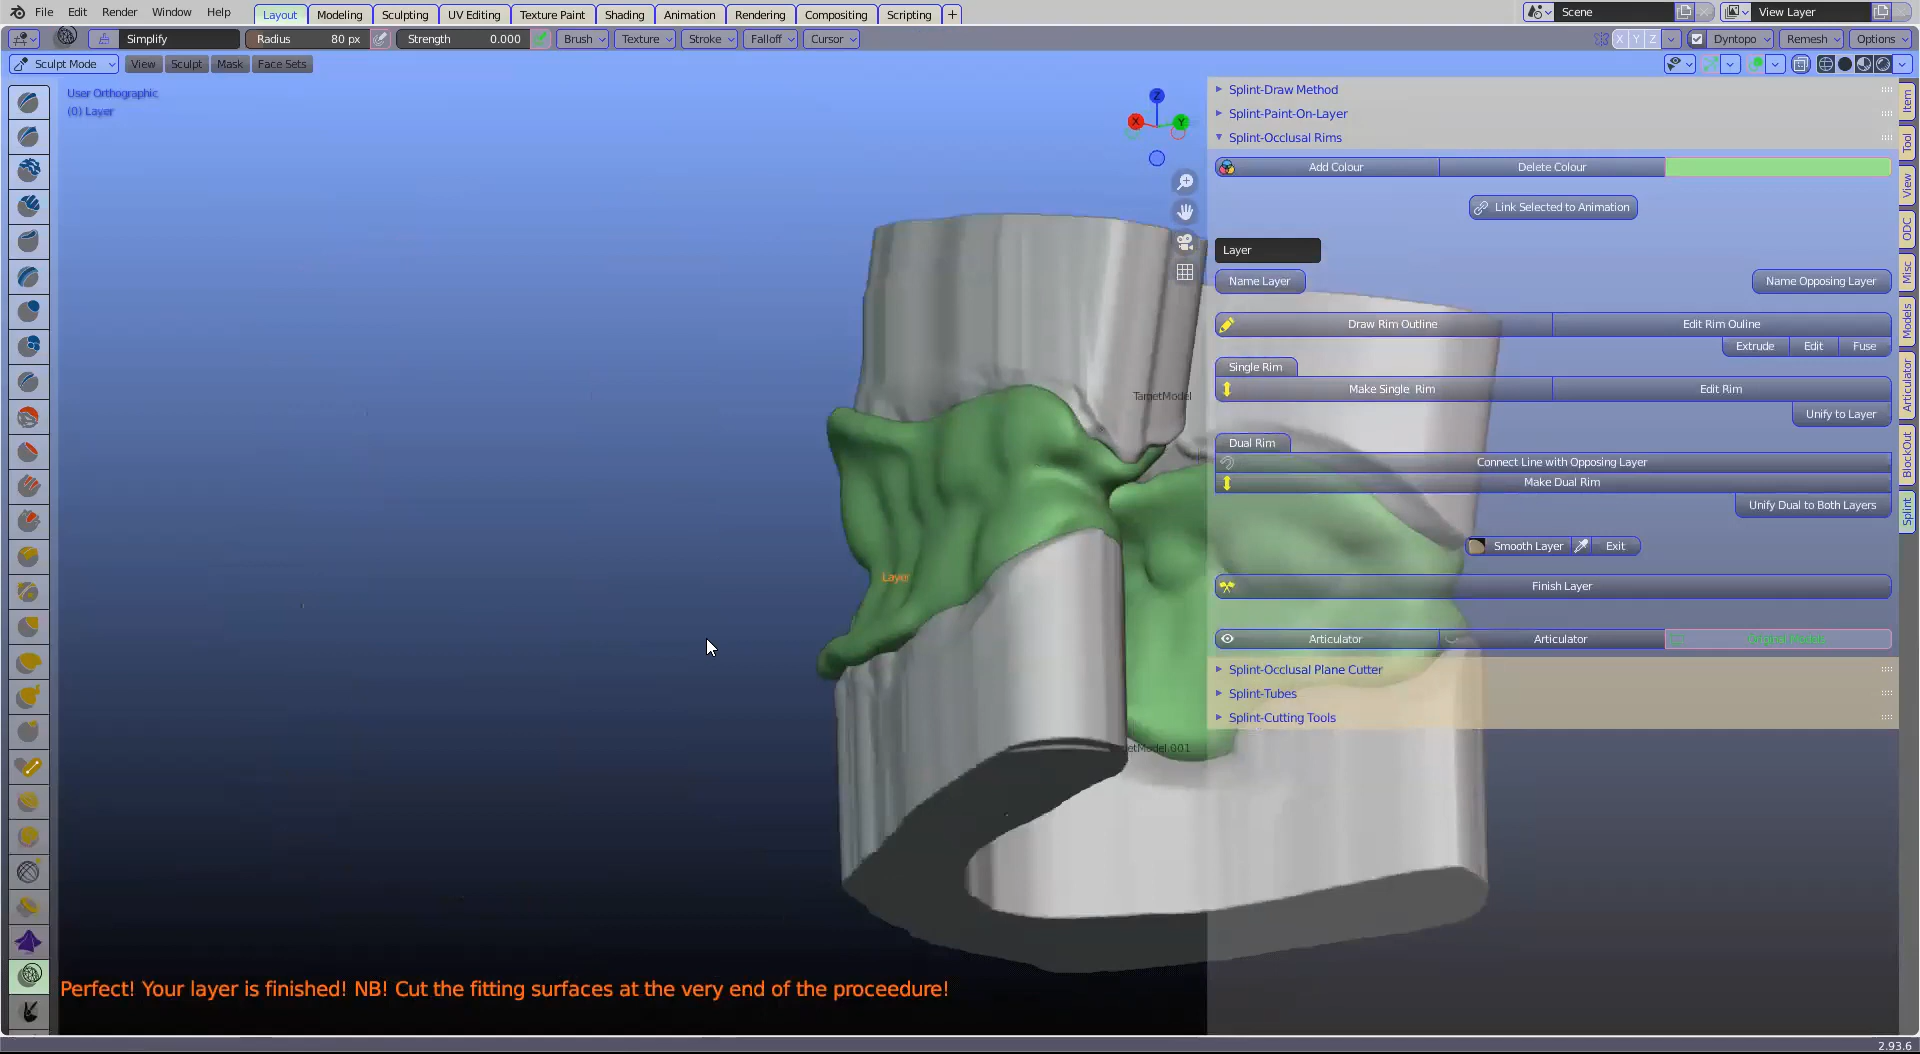 File Edit Render Window Help Layout Modeling Sculpting UV Editing Texture Paint Shading Animation Rendering Compositing Scripting + Scene View Layer
Simplify Radius 80 px Strength 0.000 Brush Texture Stroke Falloff Cursor X Y Z Dyntopo Remesh Options
Sculpt Mode View Sculpt Mask Face Sets
User Orthographic
(0) Layer
Z
X
Y
Splint-Draw Method
Splint-Paint-On-Layer
Splint-Occlusal Rims
Add Colour Delete Colour
Link Selected to Animation
Layer
Name Layer Name Opposing Layer
Draw Rim Outline Edit Rim Ouline
Extrude Edit Fuse
Single Rim
Make Single Rim Edit Rim
Unify to Layer
Dual Rim
Connect Line with Opposing Layer
Make Dual Rim
Unify Dual to Both Layers
Smooth Layer Exit
Finish Layer
Articulator Articulator
Splint-Occlusal Plane Cutter
Splint-Tubes
Splint-Cutting Tools
Item
Tool
View
ODC
Misc
Models
Articulator
BlockOut
Splint
Layer
Perfect! Your layer is finished! NB! Cut the fitting surfaces at the very end of the proceedure!
2.93.6